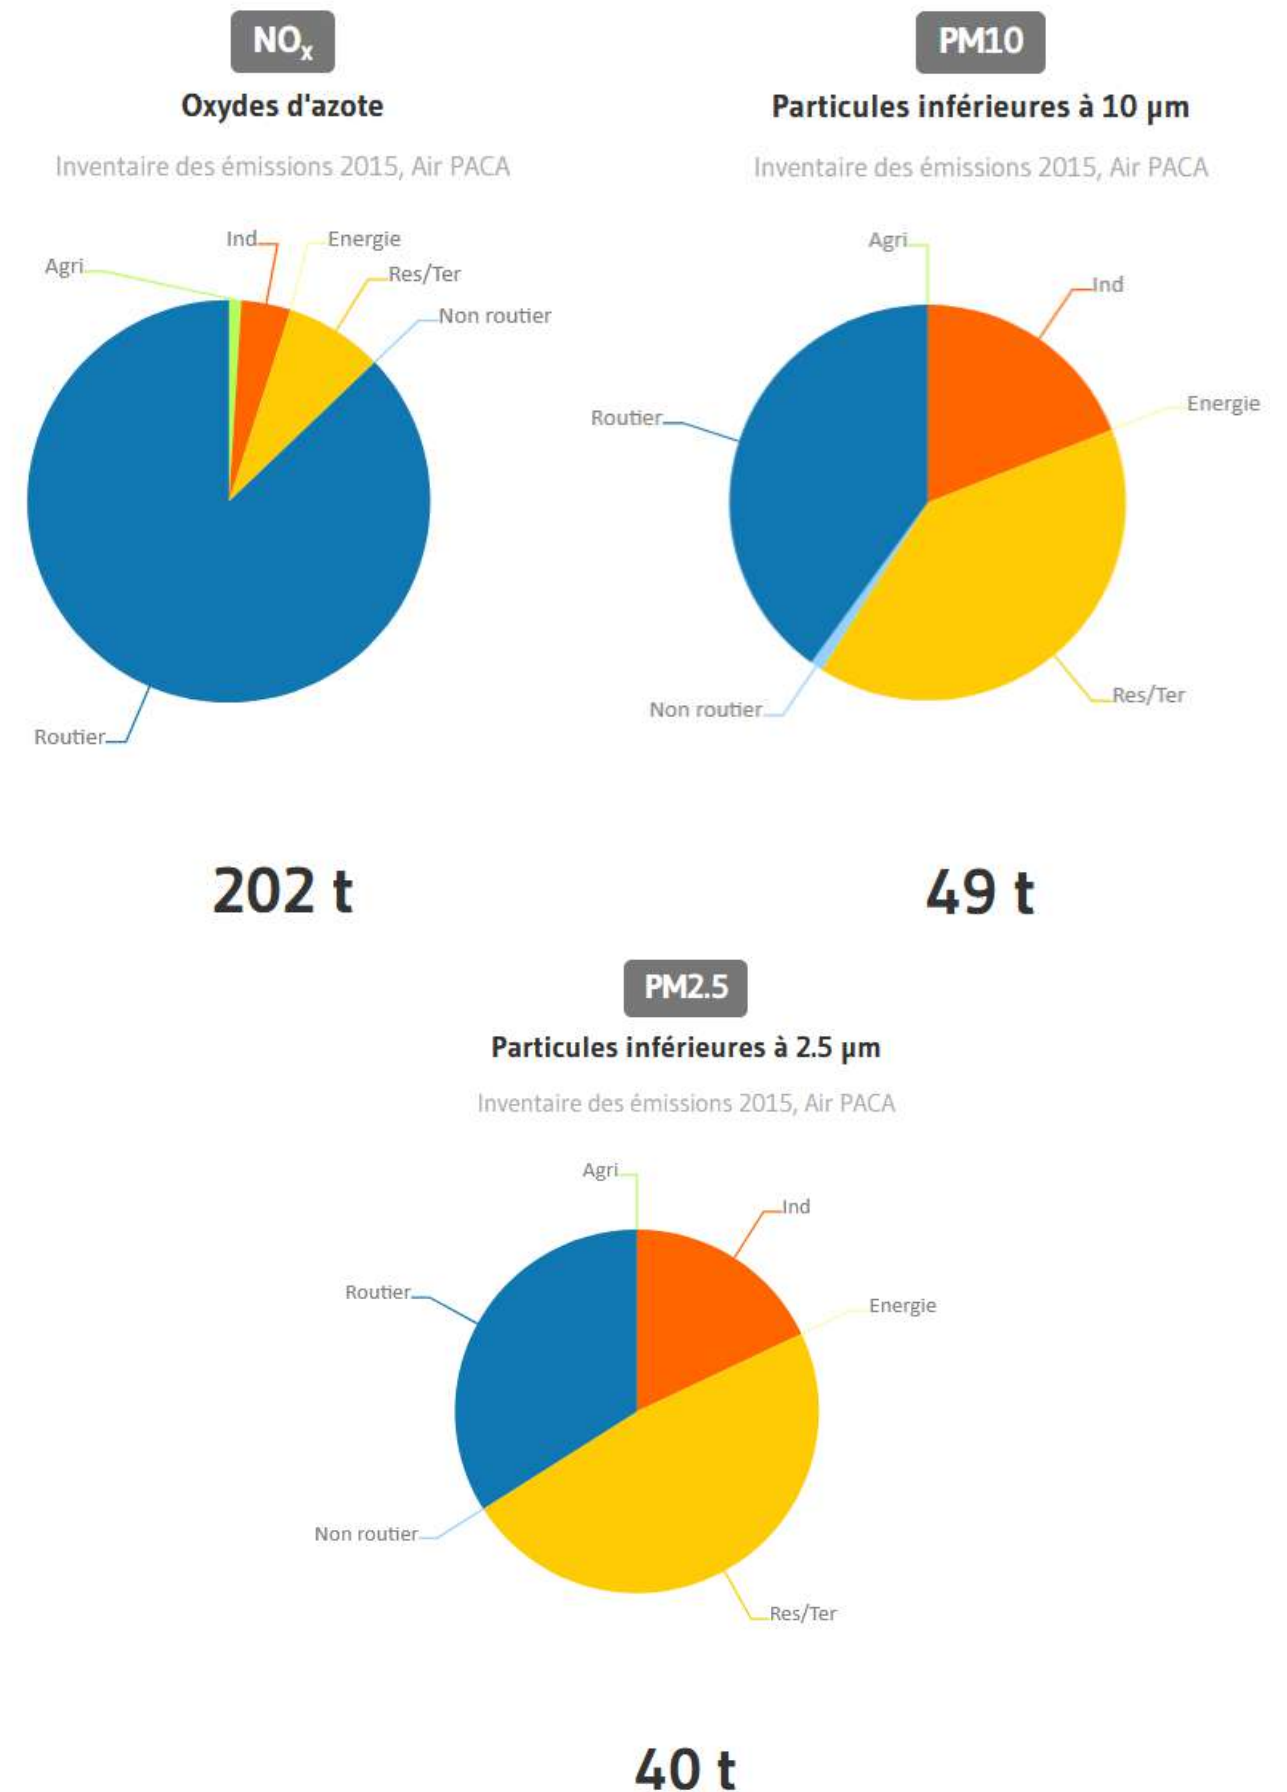 NOx
Oxydes d'azote
Inventaire des émissions 2015, Air PACA
Ind
Energie
Agri
Res/Ter
Non routier
Routier
202 t
PM10
Particules inférieures à 10 µm
Inventaire des émissions 2015, Air PACA
Agri
Ind
Energie
Routier
Res/Ter
Non routier
49 t
PM2.5
Particules inférieures à 2.5 µm
Inventaire des émissions 2015, Air PACA
Agri
Ind
Routier
Energie
Non routier
Res/Ter
40 t